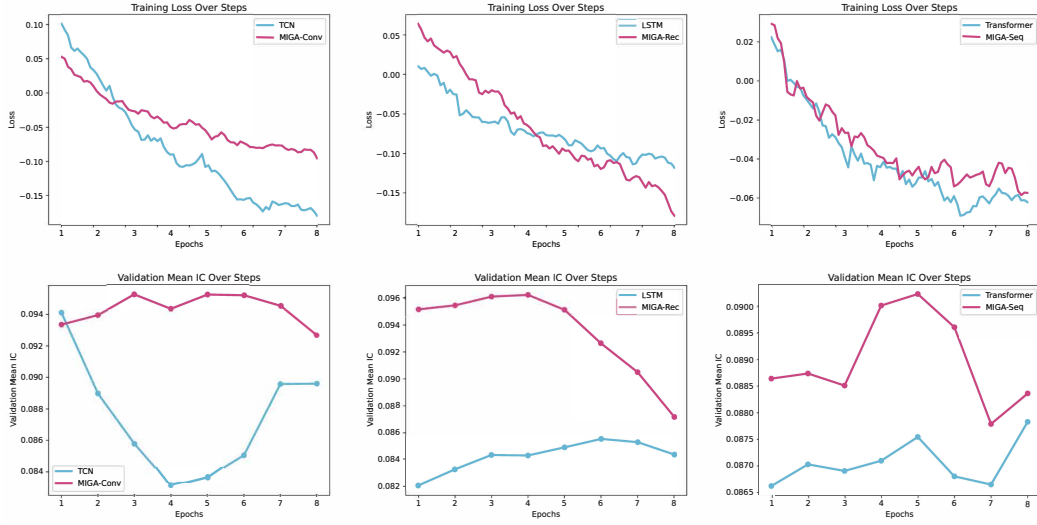 Training Loss Over Steps
TCN
MIGA-Conv
0.10
0.05
0.00
−0.05
−0.10
−0.15
Loss
1 2 3 4 5 6 7 8
Epochs
Training Loss Over Steps
LSTM
MIGA-Rec
0.05
0.00
−0.05
−0.10
−0.15
Loss
1 2 3 4 5 6 7 8
Epochs
Training Loss Over Steps
Transformer
MIGA-Seq
0.02
0.00
−0.02
−0.04
−0.06
Loss
1 2 3 4 5 6 7 8
Epochs
Validation Mean IC Over Steps
0.094
0.092
0.090
0.088
0.086
0.084
Validation Mean IC
TCN
MIGA-Conv
1 2 3 4 5 6 7 8
Epochs
Validation Mean IC Over Steps
LSTM
MIGA-Rec
0.096
0.094
0.092
0.090
0.088
0.086
0.084
0.082
Validation Mean IC
1 2 3 4 5 6 7 8
Epochs
Validation Mean IC Over Steps
Transformer
MIGA-Seq
0.0900
0.0895
0.0890
0.0885
0.0880
0.0875
0.0870
0.0865
Validation Mean IC
1 2 3 4 5 6 7 8
Epochs